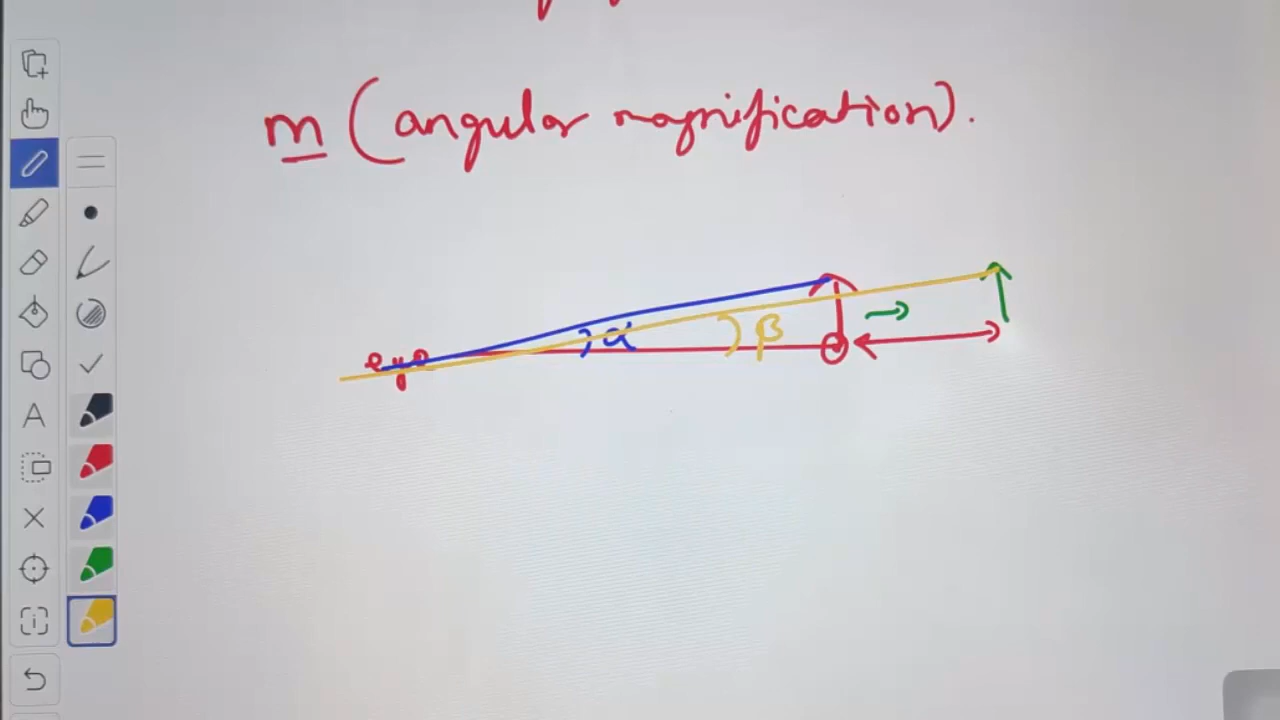 m (angular magnification).
eye
α
β